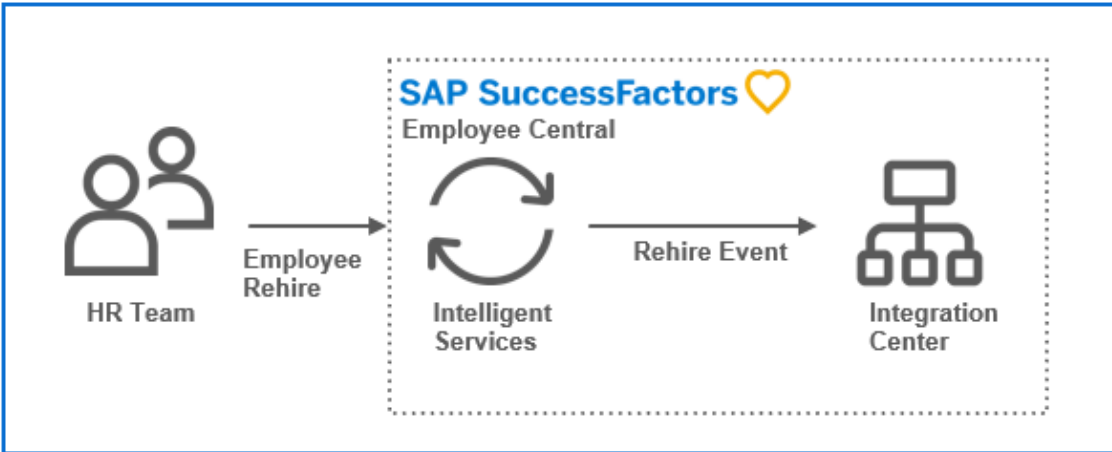 SAP SuccessFactors
Employee Central
Employee
Rehire
Rehire Event
HR Team
Intelligent
Services
Integration
Center